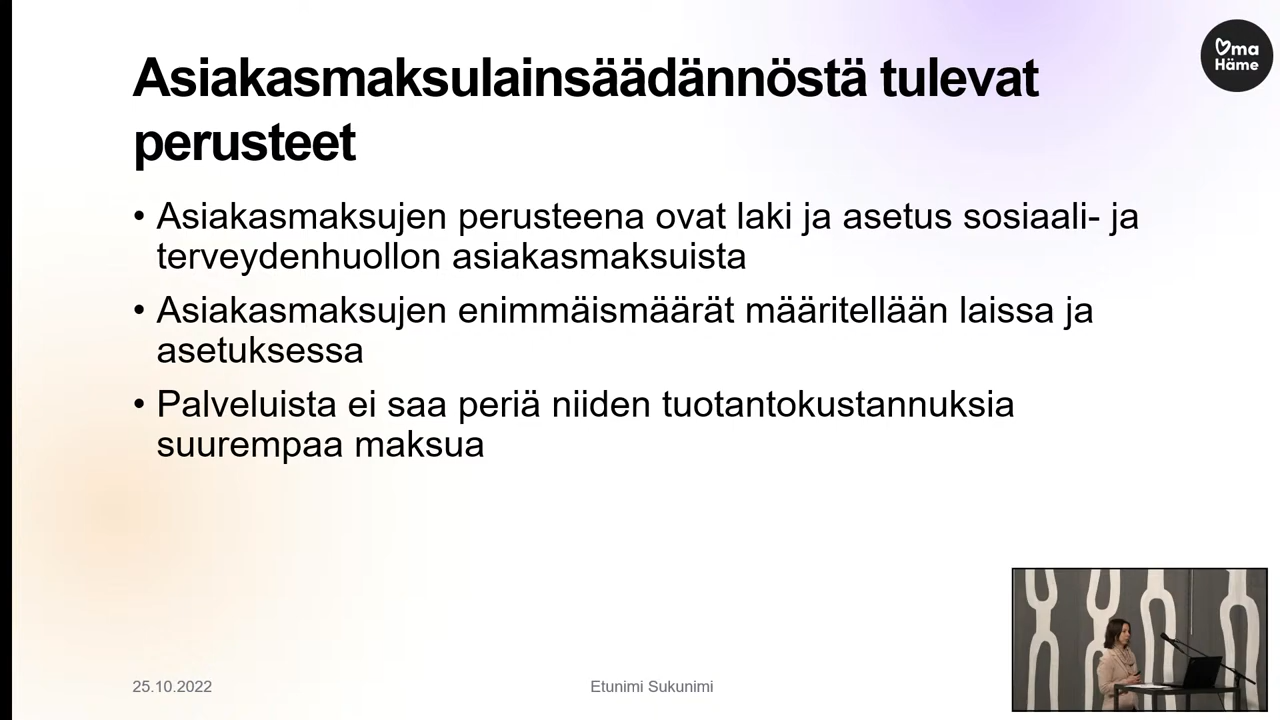 Oma
Häme
Asiakasmaksulainsäädännöstä tulevat
perusteet
• Asiakasmaksujen perusteena ovat laki ja asetus sosiaali- ja
terveydenhuollon asiakasmaksuista
• Asiakasmaksujen enimmäismäärät määritellään laissa ja
asetuksessa
• Palveluista ei saa periä niiden tuotantokustannuksia
suurempaa maksua
25.10.2022
Etunimi Sukunimi